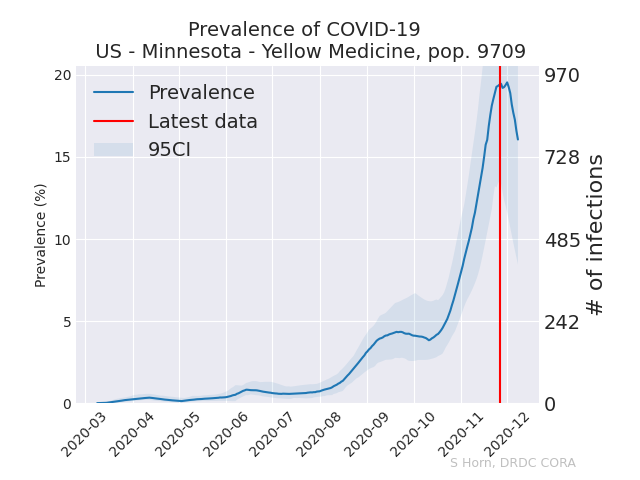 Prevalence of COVID-19
US - Minnesota - Yellow Medicine, pop. 9709
Prevalence
Latest data
95CI
20
15
10
5
0
Prevalence (%)
970
728
485
242
0
# of infections
2020-03
2020-04
2020-05
2020-06
2020-07
2020-08
2020-09
2020-10
2020-11
2020-12
S Horn, DRDC CORA